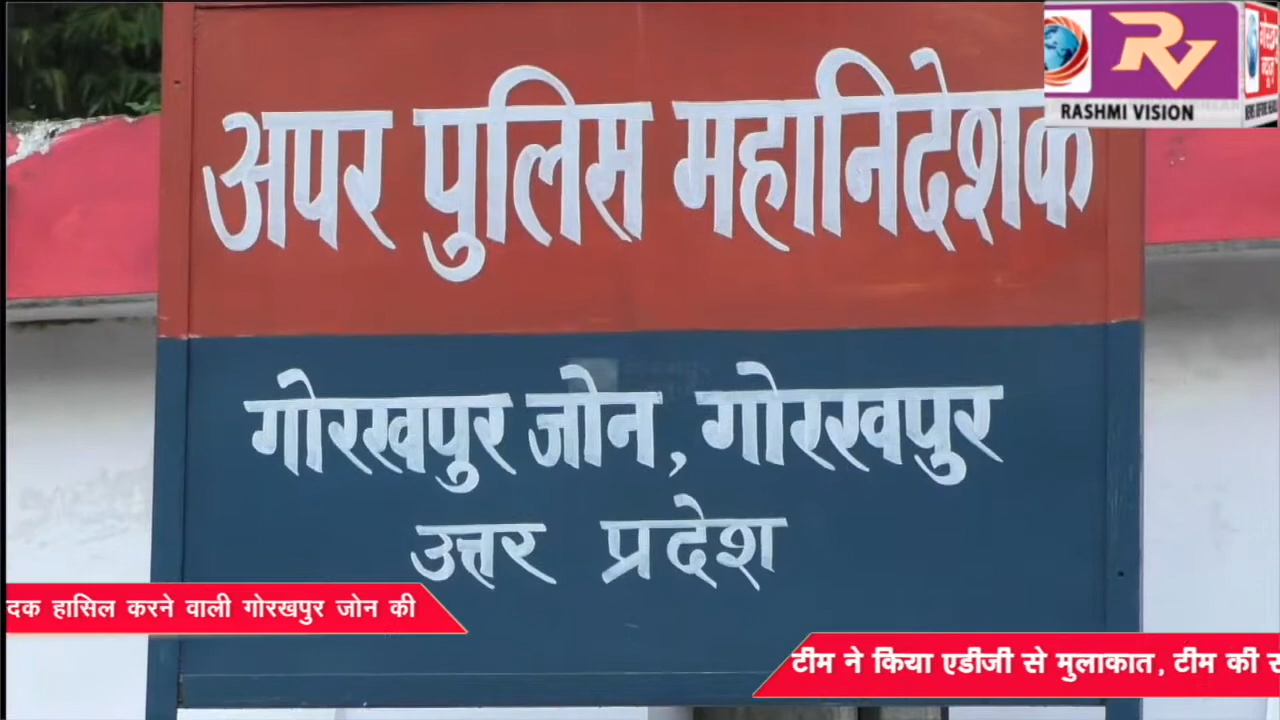 अपर पुलिस महानिदेशक
गोरखपुर जोन, गोरखपुर
उत्तर प्रदेश
RASHMI VISION
दक हासिल करने वाली गोरखपुर जोन की
टीम ने किया एडीजी से मुलाकात, टीम की